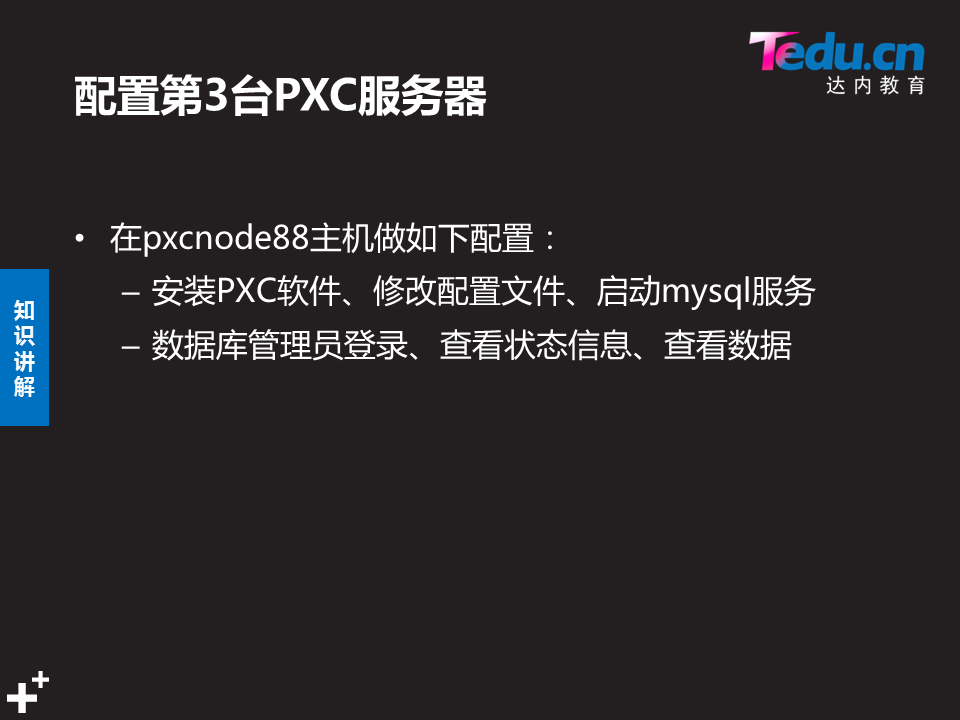 Tedu.cn
达内教育
配置第3台PXC服务器
• 在pxcnode88主机做如下配置：
– 安装PXC软件、修改配置文件、启动mysql服务
– 数据库管理员登录、查看状态信息、查看数据
知
识
讲
解